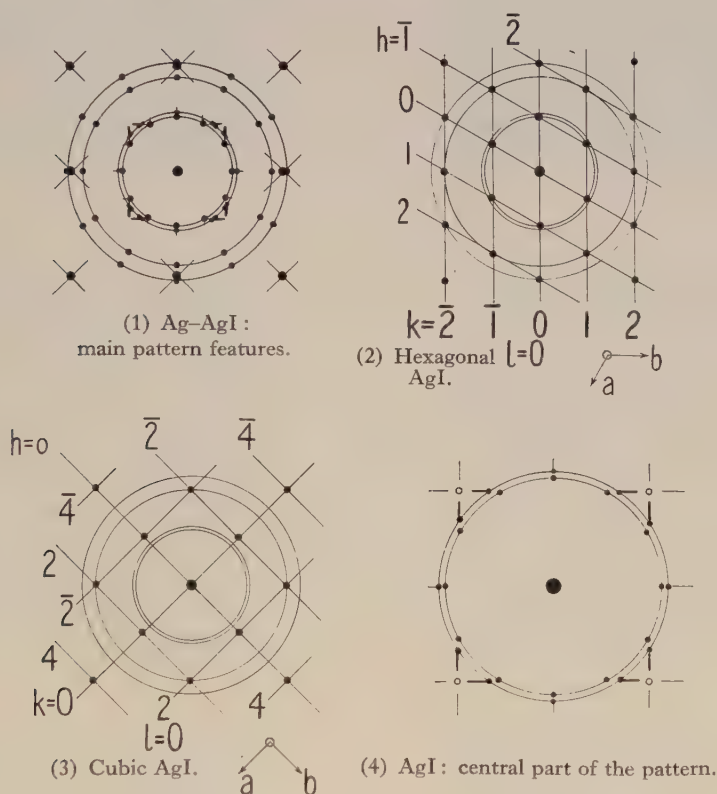 h=1̅ 2̅
0
1
2
k=2̅ 1̅ 0 1 2
l=0
b
a
(1) Ag–AgI :
main pattern features.
(2) Hexagonal
AgI.
h=0 2̅ 4̅
4̅
2
2̅
4
k=0 2 4
l=0
a b
(3) Cubic AgI.
(4) AgI : central part of the pattern.